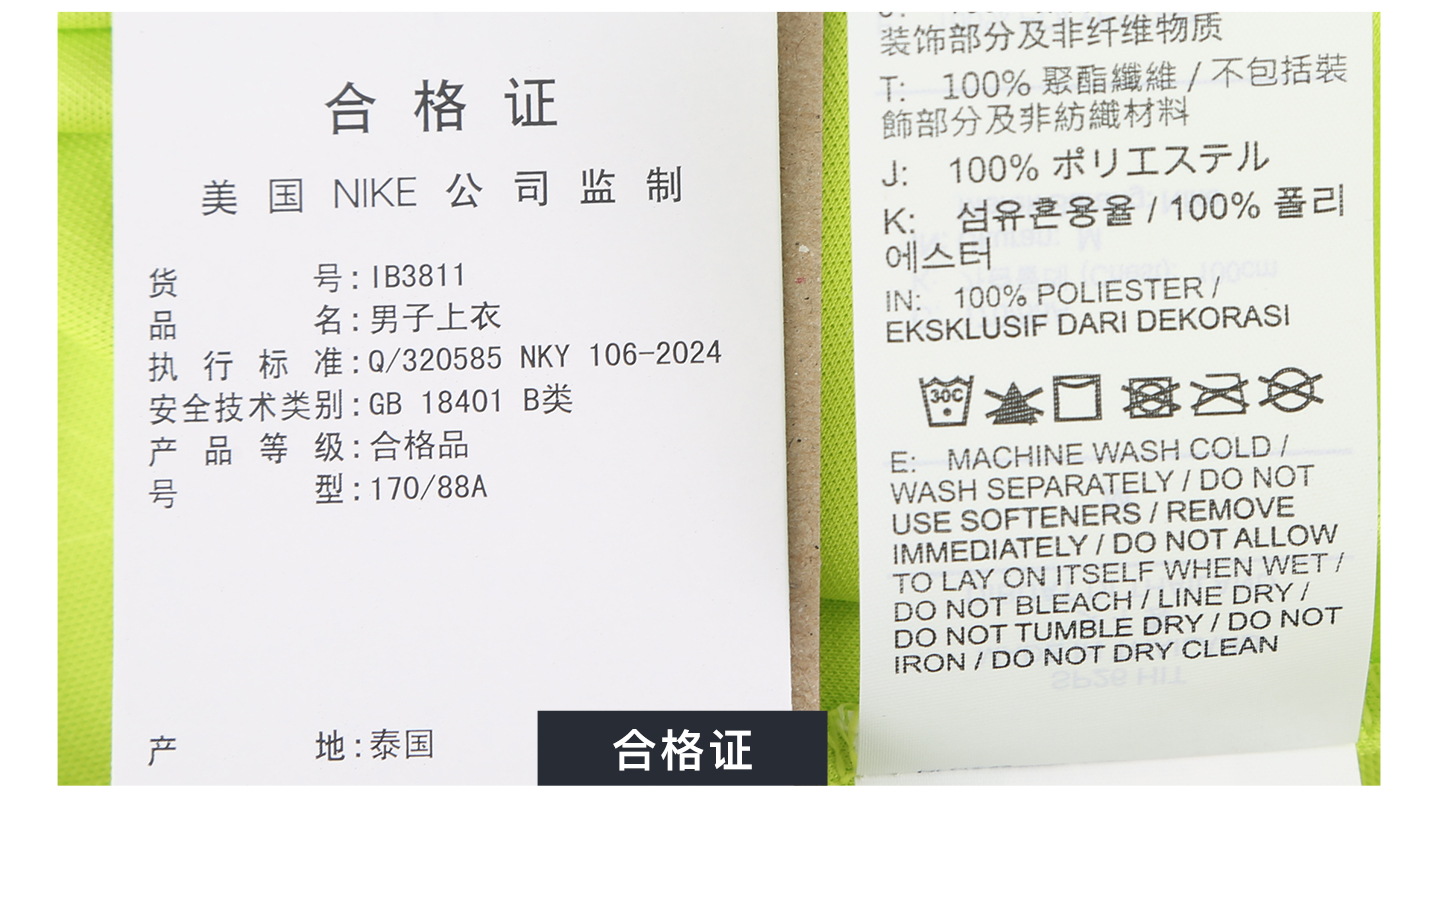 合格证
美国NIKE公司监制
货号:IB3811
品名:男子上衣
执行标准:Q/320585 NKY 106-2024
安全技术类别:GB 18401 B类
产品等级:合格品
号型:170/88A
产地:泰国
合格证
装饰部分及非纤维物质
T: 100% 聚酯纖維 / 不包括裝
飾部分及非紡織材料
J: 100% ポリエステル
K: 섬유혼용율 / 100% 폴리
에스터
IN: 100% POLIESTER /
EKSKLUSIF DARI DEKORASI
30C
E: MACHINE WASH COLD /
WASH SEPARATELY / DO NOT
USE SOFTENERS / REMOVE
IMMEDIATELY / DO NOT ALLOW
TO LAY ON ITSELF WHEN WET /
DO NOT BLEACH / LINE DRY /
DO NOT TUMBLE DRY / DO NOT
IRON / DO NOT DRY CLEAN